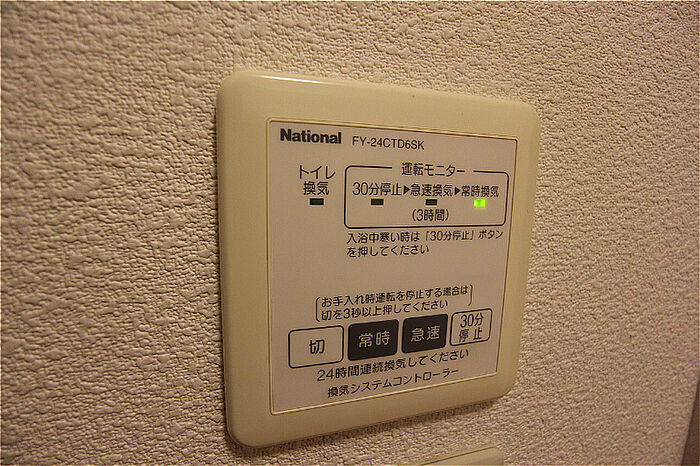 National FY-24CTD6SK
運転モニター
トイレ
換気
30分停止▶急速換気▶常時換気
(3時間)
入浴中寒い時は「30分停止」ボタン
を押してください
お手入れ時運転を停止する場合は
切を3秒以上押してください
切 常時 急速 30分
停止
24時間連続換気してください
換気システムコントローラー